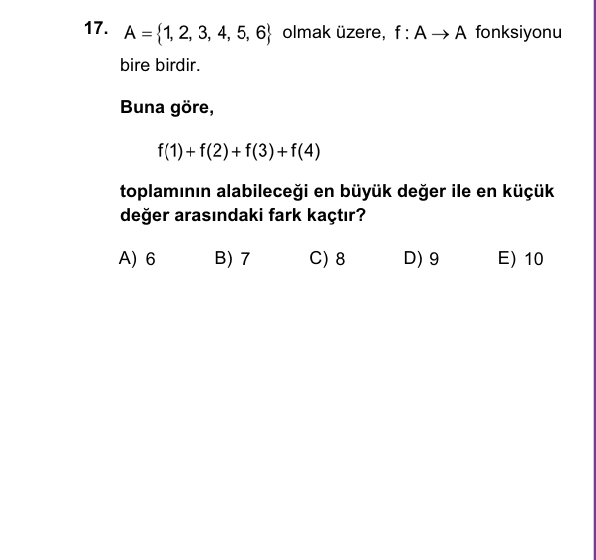 17. A = {1, 2, 3, 4, 5, 6} olmak üzere, f : A → A fonksiyonu
bire birdir.
Buna göre,
f(1) + f(2) + f(3) + f(4)
toplamının alabileceği en büyük değer ile en küçük
değer arasındaki fark kaçtır?
A) 6 B) 7 C) 8 D) 9 E) 10